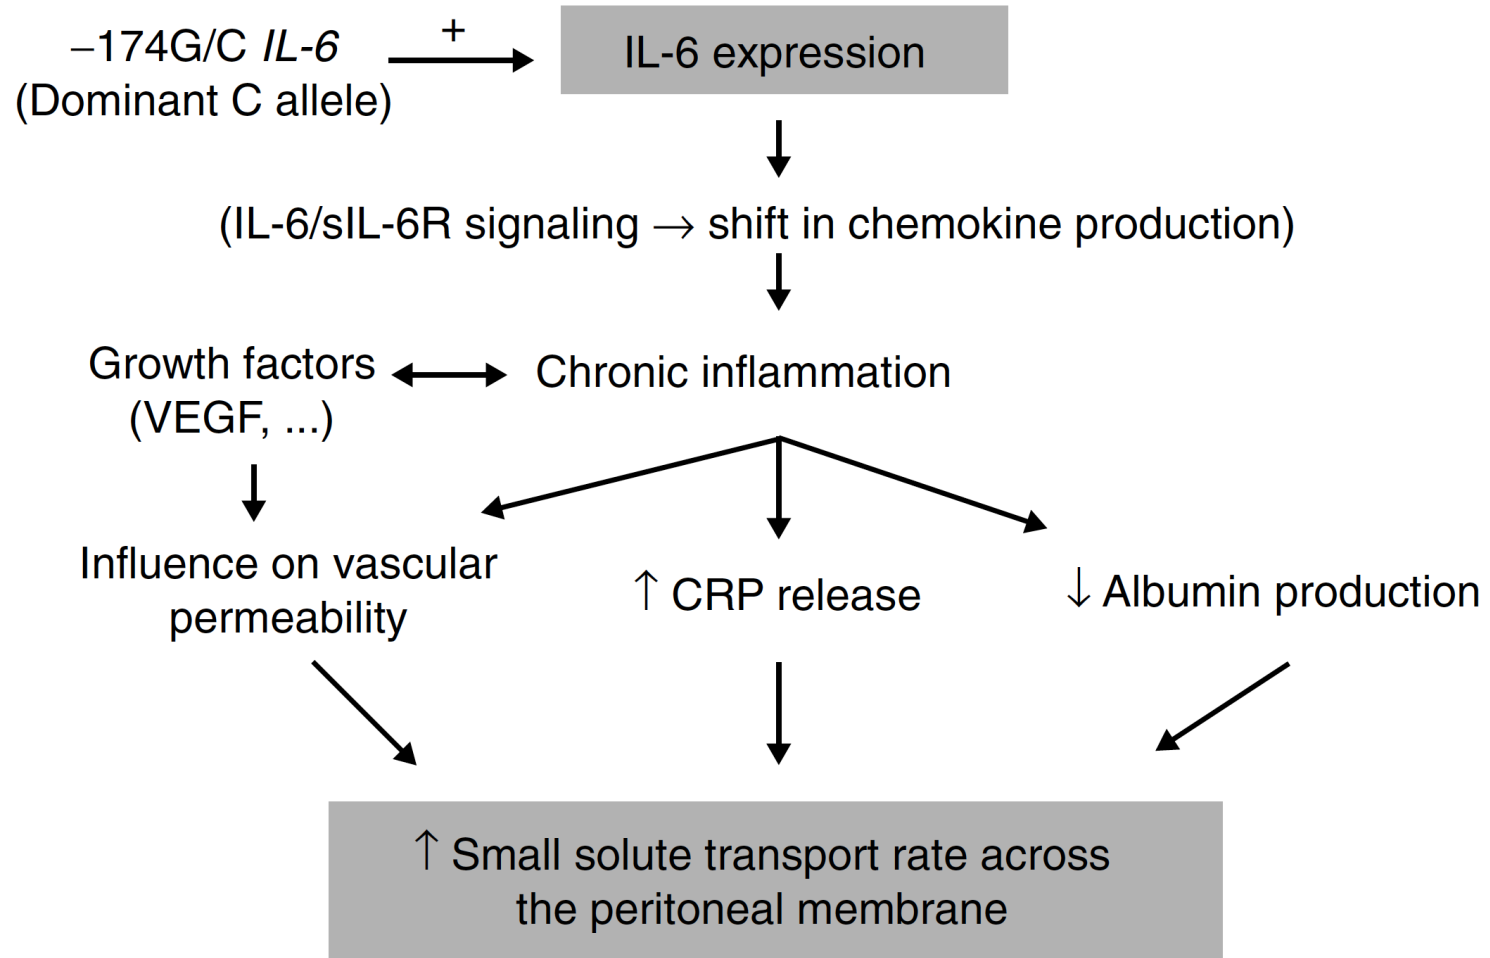 −174G/C IL-6
(Dominant C allele)
+
IL-6 expression
(IL-6/sIL-6R signaling → shift in chemokine production)
Growth factors
(VEGF, ...)
Chronic inflammation
Influence on vascular
permeability
↑ CRP release
↓ Albumin production
↑ Small solute transport rate across
the peritoneal membrane